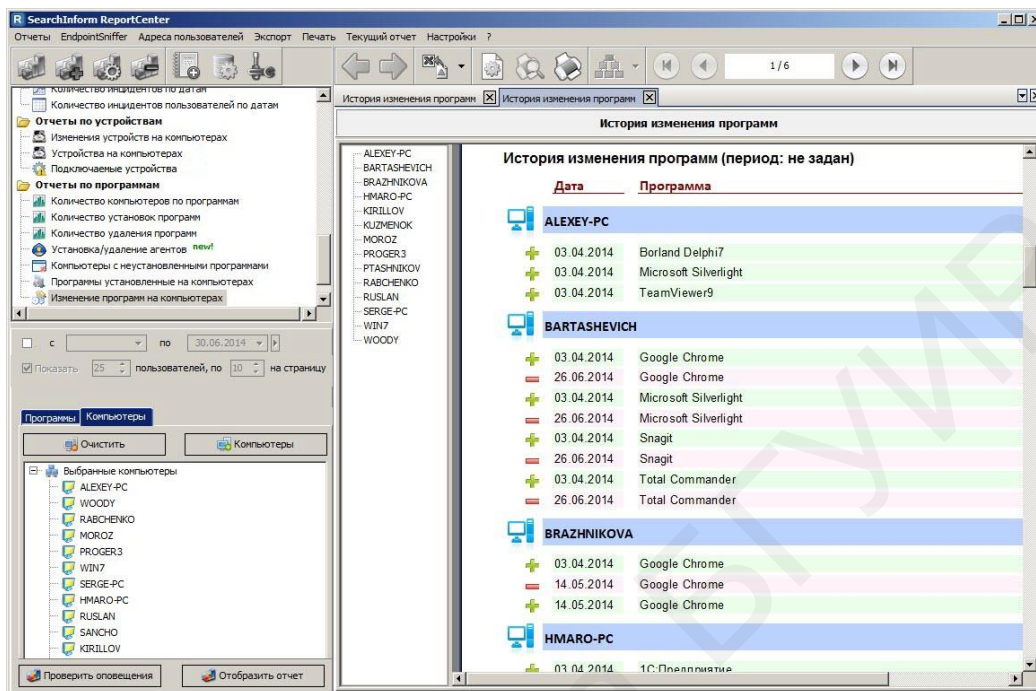 SearchInform ReportCenter
Отчеты EndpointSniffer Адреса пользователей Экспорт Печать Текущий отчет Настройки ?
1/6
Количество инцидентов по датам
Количество инцидентов пользователей по датам
Отчеты по устройствам
Изменения устройств на компьютерах
Устройства на компьютерах
Подключаемые устройства
Отчеты по программам
Количество компьютеров по программам
Количество установок программ
Количество удаления программ
Установка/удаление агентов new!
Компьютеры с неустановленными программами
Программы установленные на компьютерах
Изменение программ на компьютерах
с по 30.06.2014
Показать 25 пользователей, по 10 на страницу
Программы Компьютеры
Очистить Компьютеры
Выбранные компьютеры
ALEXEY-PC
WOODY
RABCHENKO
MOROZ
PROGER3
WIN7
SERGE-PC
HMARO-PC
RUSLAN
SANCHO
KIRILLOV
Проверить оповещения Отобразить отчет
История изменения программ История изменения программ
История изменения программ
ALEXEY-PC
BARTASHEVICH
BRAZHNIKOVA
HMARO-PC
KIRILLOV
KUZMENOK
MOROZ
PROGER3
PTASHNIKOV
RABCHENKO
RUSLAN
SERGE-PC
WIN7
WOODY
История изменения программ (период: не задан)
Дата Программа
ALEXEY-PC
03.04.2014 Borland Delphi7
03.04.2014 Microsoft Silverlight
03.04.2014 TeamViewer9
BARTASHEVICH
03.04.2014 Google Chrome
26.06.2014 Google Chrome
03.04.2014 Microsoft Silverlight
26.06.2014 Microsoft Silverlight
03.04.2014 Snagit
26.06.2014 Snagit
03.04.2014 Total Commander
26.06.2014 Total Commander
BRAZHNIKOVA
03.04.2014 Google Chrome
14.05.2014 Google Chrome
14.05.2014 Google Chrome
HMARO-PC
03.04.2014 1С:Предприятие
БГУИР